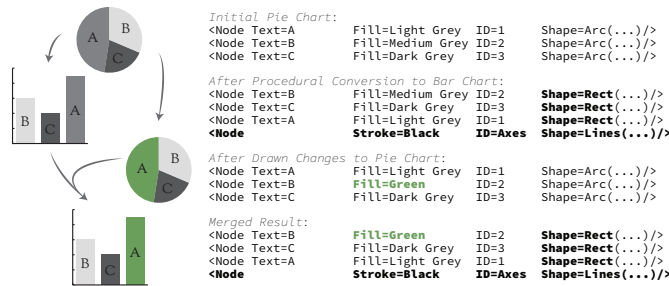 B
A
C
B
C
A
B
A
C
B
C
A
Initial Pie Chart:
<Node Text=A Fill=Light Grey ID=1 Shape=Arc(...)/>
<Node Text=B Fill=Medium Grey ID=2 Shape=Arc(...)/>
<Node Text=C Fill=Dark Grey ID=3 Shape=Arc(...)/>
After Procedural Conversion to Bar Chart:
<Node Text=B Fill=Medium Grey ID=2 Shape=Rect(...)/>
<Node Text=C Fill=Dark Grey ID=3 Shape=Rect(...)/>
<Node Text=A Fill=Light Grey ID=1 Shape=Rect(...)/>
<Node Stroke=Black ID=Axes Shape=Lines(...)/>
After Drawn Changes to Pie Chart:
<Node Text=A Fill=Light Grey ID=1 Shape=Arc(...)/>
<Node Text=B Fill=Green ID=2 Shape=Arc(...)/>
<Node Text=C Fill=Dark Grey ID=3 Shape=Arc(...)/>
Merged Result:
<Node Text=B Fill=Green ID=2 Shape=Rect(...)/>
<Node Text=C Fill=Dark Grey ID=3 Shape=Rect(...)/>
<Node Text=A Fill=Light Grey ID=1 Shape=Rect(...)/>
<Node Stroke=Black ID=Axes Shape=Lines(...)/>